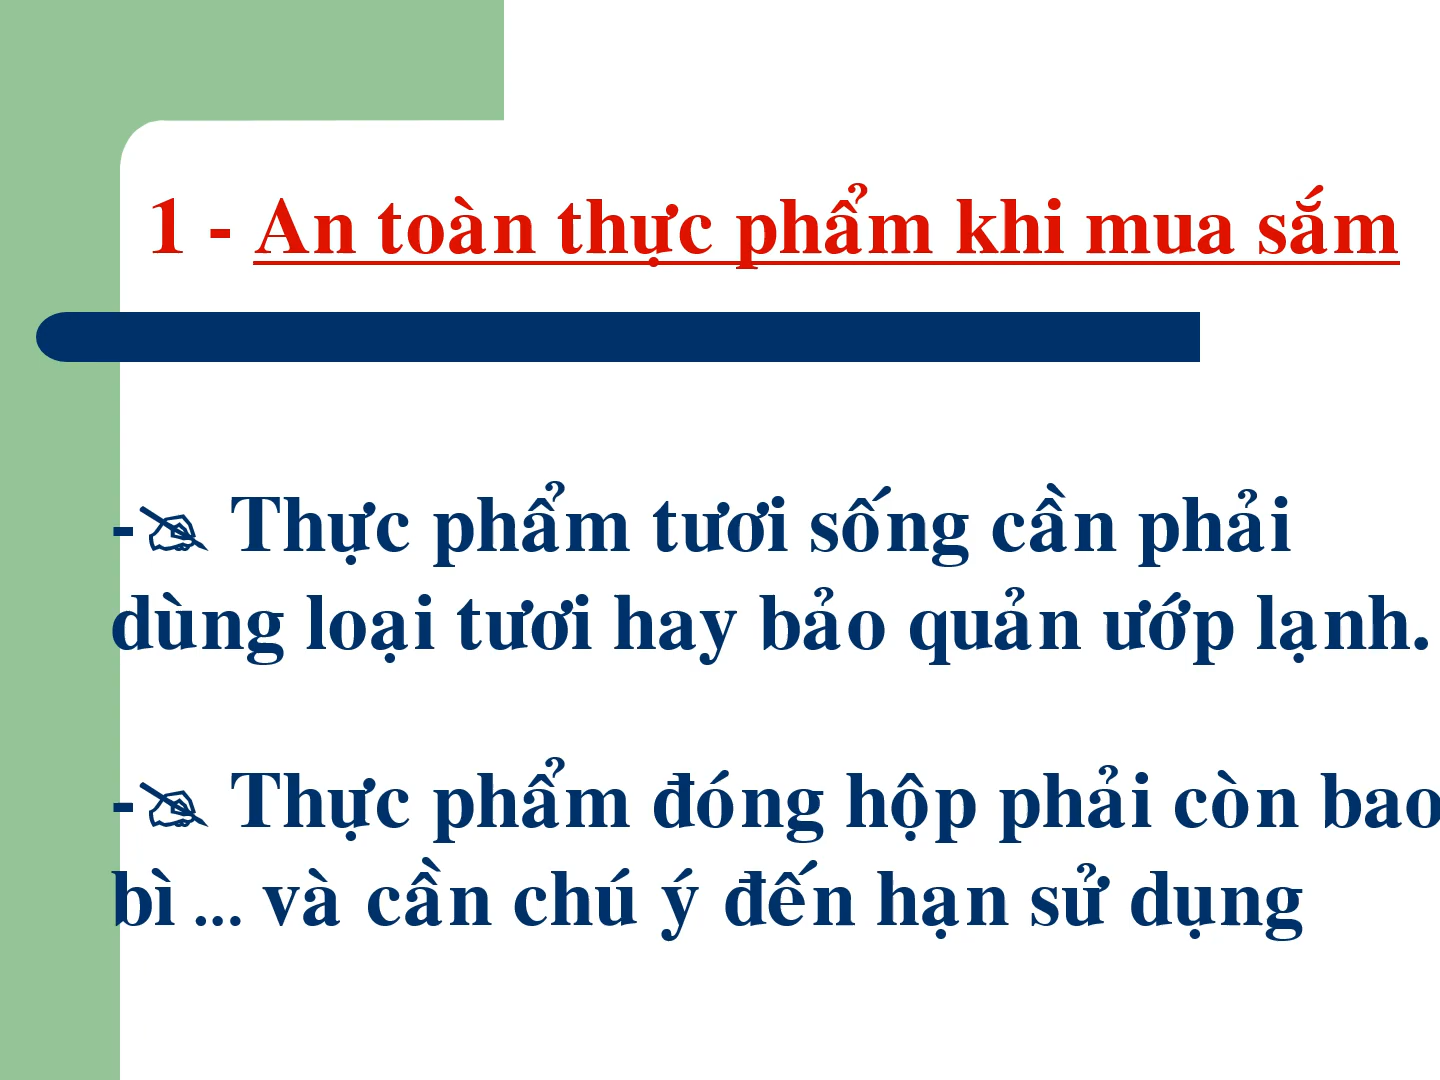 1 - An toàn thực phẩm khi mua sắm
-✍ Thực phẩm tươi sống cần phải
dùng loại tươi hay bảo quản ướp lạnh.
-✍ Thực phẩm đóng hộp phải còn bao
bì ... và cần chú ý đến hạn sử dụng